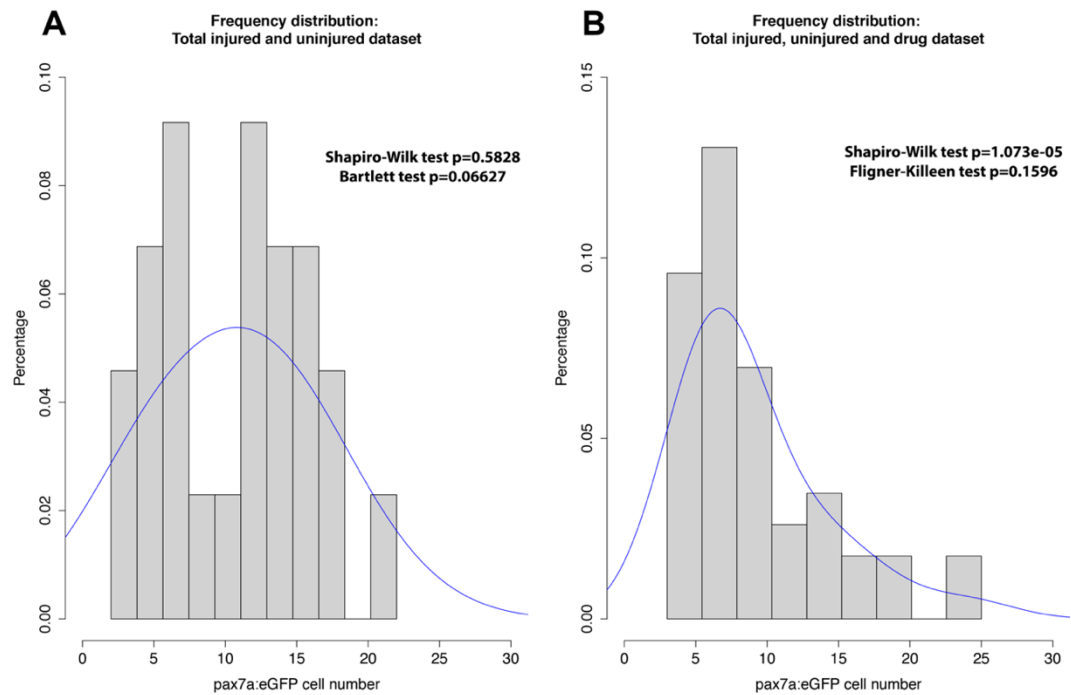 A
Frequency distribution:
Total injured and uninjured dataset
Shapiro-Wilk test p=0.5828
Bartlett test p=0.06627
Percentage
0.10
0.08
0.06
0.04
0.02
0.00
0 5 10 15 20 25 30
pax7a:eGFP cell number
B
Frequency distribution:
Total injured, uninjured and drug dataset
Shapiro-Wilk test p=1.073e-05
Fligner-Killeen test p=0.1596
Percentage
0.15
0.10
0.05
0.00
0 5 10 15 20 25 30
pax7a:eGFP cell number